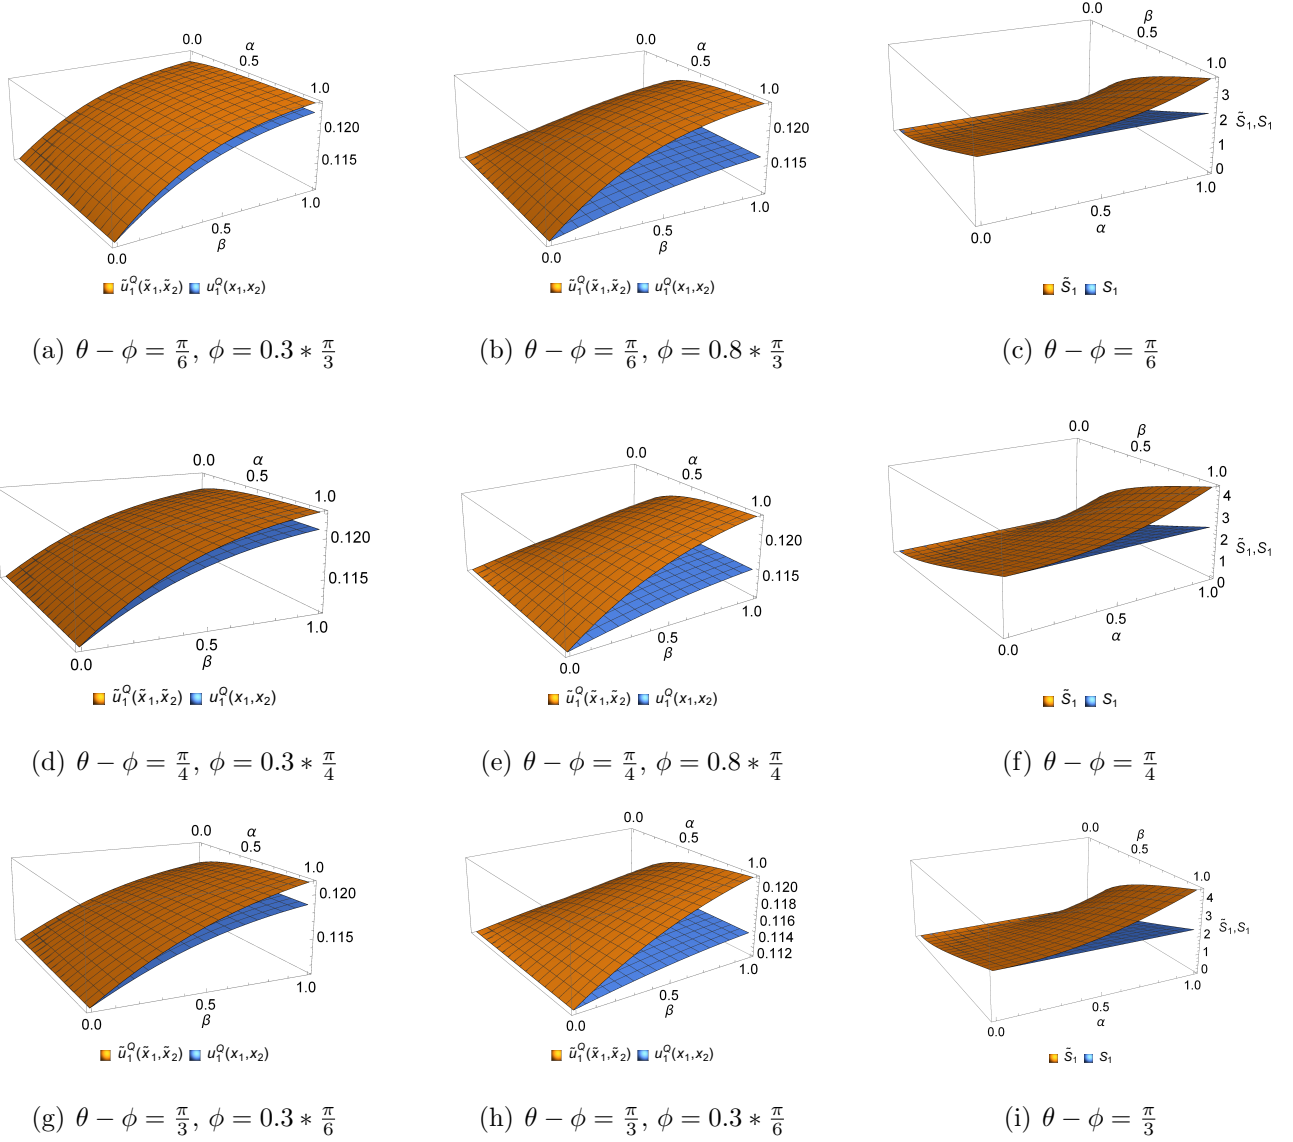 0.0 α 0.5 1.0 0.120 0.115 1.0 0.5 β 0.0
ũ₁^Q(x̃₁,x̃₂) u₁^Q(x₁,x₂)
(a) θ − ϕ = π/6, ϕ = 0.3 ∗ π/3
0.0 α 0.5 1.0 0.120 0.115 1.0 0.5 β 0.0
ũ₁^Q(x̃₁,x̃₂) u₁^Q(x₁,x₂)
(b) θ − ϕ = π/6, ϕ = 0.8 ∗ π/3
0.0 β 0.5 1.0 3 2 S̃₁,S₁ 1 0 1.0 0.5 α 0.0
S̃₁ S₁
(c) θ − ϕ = π/6
0.0 α 0.5 1.0 0.120 0.115 1.0 0.5 β 0.0
ũ₁^Q(x̃₁,x̃₂) u₁^Q(x₁,x₂)
(d) θ − ϕ = π/4, ϕ = 0.3 ∗ π/4
0.0 α 0.5 1.0 0.120 0.115 1.0 0.5 β 0.0
ũ₁^Q(x̃₁,x̃₂) u₁^Q(x₁,x₂)
(e) θ − ϕ = π/4, ϕ = 0.8 ∗ π/4
0.0 β 0.5 1.0 4 3 2 S̃₁,S₁ 1 0 1.0 0.5 α 0.0
S̃₁ S₁
(f) θ − ϕ = π/4
0.0 α 0.5 1.0 0.120 0.115 1.0 0.5 β 0.0
ũ₁^Q(x̃₁,x̃₂) u₁^Q(x₁,x₂)
(g) θ − ϕ = π/3, ϕ = 0.3 ∗ π/6
0.0 α 0.5 1.0 0.120 0.118 0.116 0.114 0.112 1.0 0.5 β 0.0
ũ₁^Q(x̃₁,x̃₂) u₁^Q(x₁,x₂)
(h) θ − ϕ = π/3, ϕ = 0.3 ∗ π/6
0.0 β 0.5 1.0 4 3 2 S̃₁,S₁ 1 0 1.0 0.5 α 0.0
S̃₁ S₁
(i) θ − ϕ = π/3